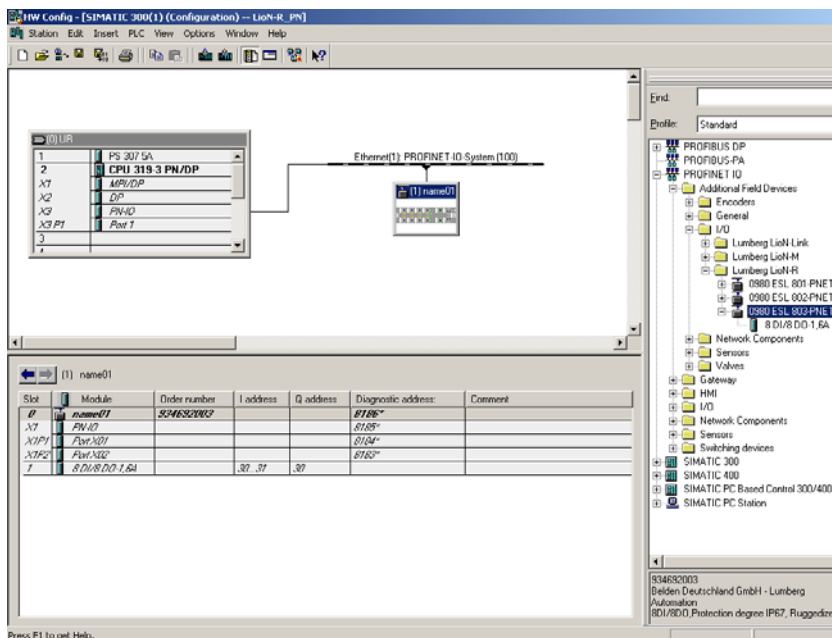 HW Config - [SIMATIC 300(1) (Configuration) -- LioN-R_PN]
Station Edit Insert PLC View Options Window Help
(0) UR
1 PS 307 5A
2 CPU 319-3 PN/DP
X1 MPI/DP
X2 DP
X3 PN-IO
X3 P1 Port 1
3
Ethernet(1): PROFINET-IO-System (100)
(1) name01
Find:
Profile: Standard
PROFIBUS DP
PROFIBUS-PA
PROFINET IO
Additional Field Devices
Encoders
General
I/O
Lumberg LioN-Link
Lumberg LioN-M
Lumberg LioN-R
0980 ESL 801-PNET
0980 ESL 802-PNET
0980 ESL 803-PNET
8 DI/8 DO-1,6A
Network Components
Sensors
Valves
Gateway
HMI
I/O
Network Components
Sensors
Switching devices
SIMATIC 300
SIMATIC 400
SIMATIC PC Based Control 300/400
SIMATIC PC Station
(1) name01
Slot Module Order number I address Q address Diagnostic address: Comment
0 name01 934692003 8186*
X1 PN-IO 8185*
X1P1 Port X01 8184*
X1P2 Port X02 8183*
1 8 DI/8 DO-1,6A 30...31 30
934692003
Belden Deutschland GmbH - Lumberg
Automation
8DI/8DO,Protection degree IP67, Ruggedize
Press F1 to get Help.